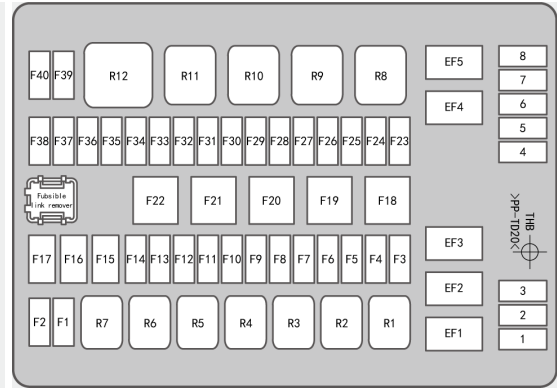 F40 F39 R12 R11 R10 R9 R8 EF5 8
7
EF4 6
5
F38 F37 F36 F35 F34 F33 F32 F31 F30 F29 F28 F27 F26 F25 F24 F23 4
Fubsible
link remover
F22 F21 F20 F19 F18
THB
>PP-TD20<
F17 F16 F15 F14 F13 F12 F11 F10 F9 F8 F7 F6 F5 F4 F3 EF3
EF2 3
F2 F1 R7 R6 R5 R4 R3 R2 R1 2
EF1 1